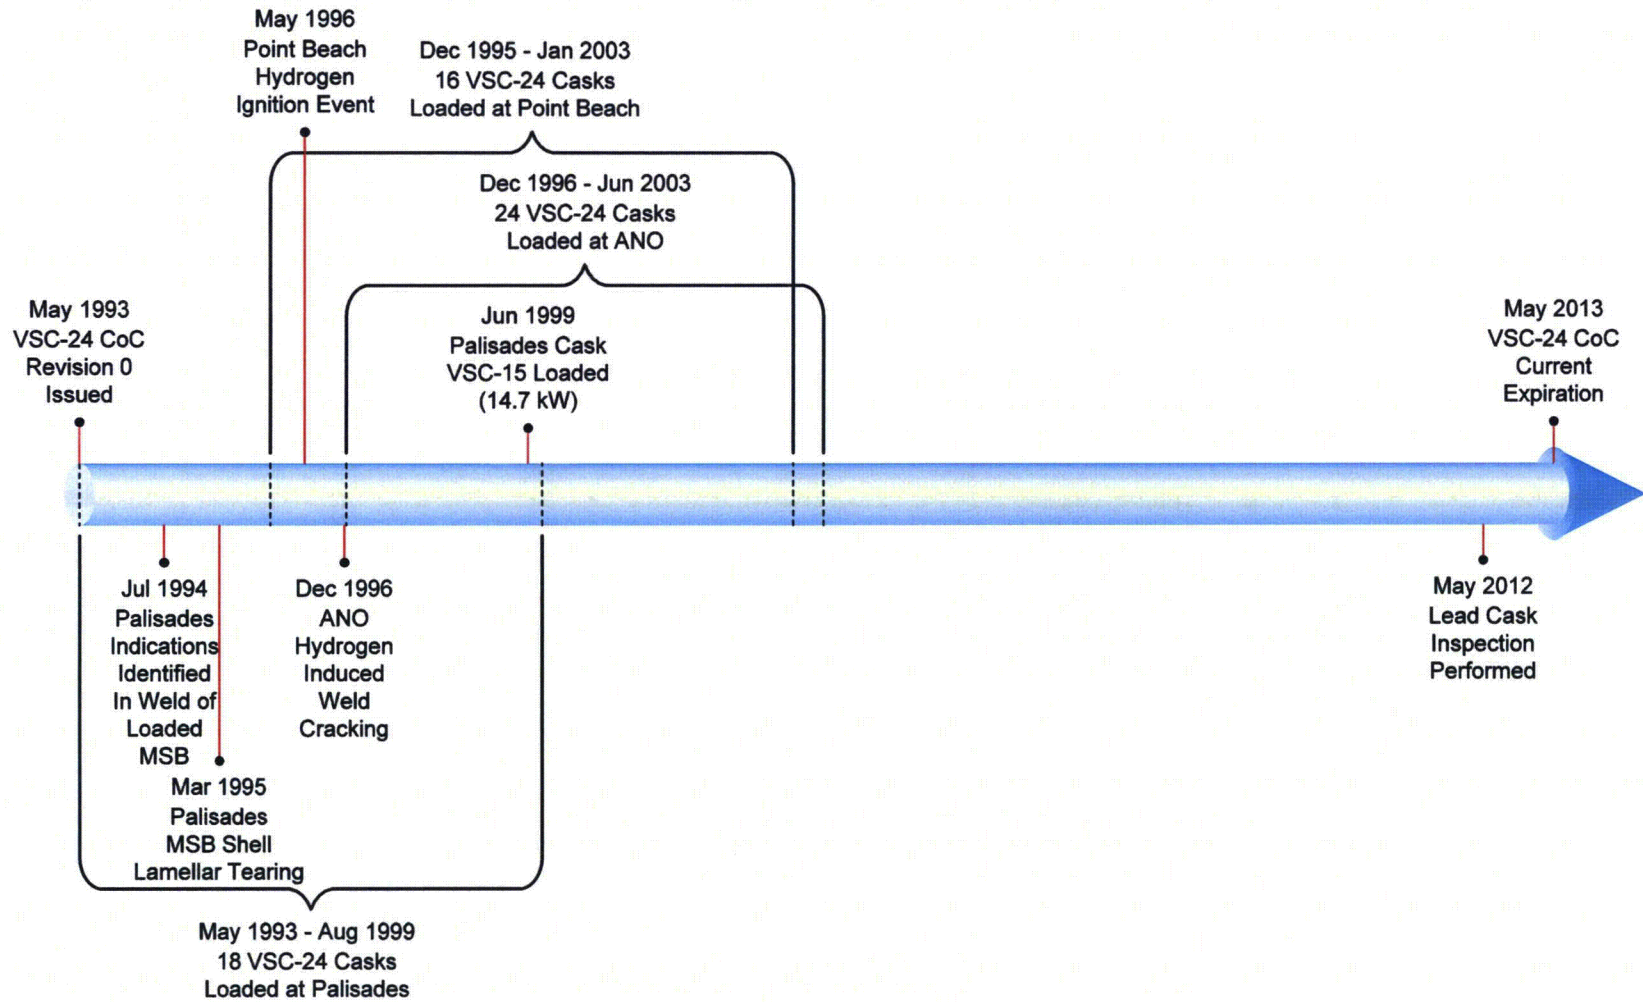 May 1996
Point Beach
Hydrogen
Ignition Event
Dec 1995 - Jan 2003
16 VSC-24 Casks
Loaded at Point Beach
Dec 1996 - Jun 2003
24 VSC-24 Casks
Loaded at ANO
May 1993
VSC-24 CoC
Revision 0
Issued
Jun 1999
Palisades Cask
VSC-15 Loaded
(14.7 kW)
May 2013
VSC-24 CoC
Current
Expiration
Jul 1994
Palisades
Indications
Identified
In Weld of
Loaded
MSB
Mar 1995
Palisades
MSB Shell
Lamellar Tearing
Dec 1996
ANO
Hydrogen
Induced
Weld
Cracking
May 2012
Lead Cask
Inspection
Performed
May 1993 - Aug 1999
18 VSC-24 Casks
Loaded at Palisades